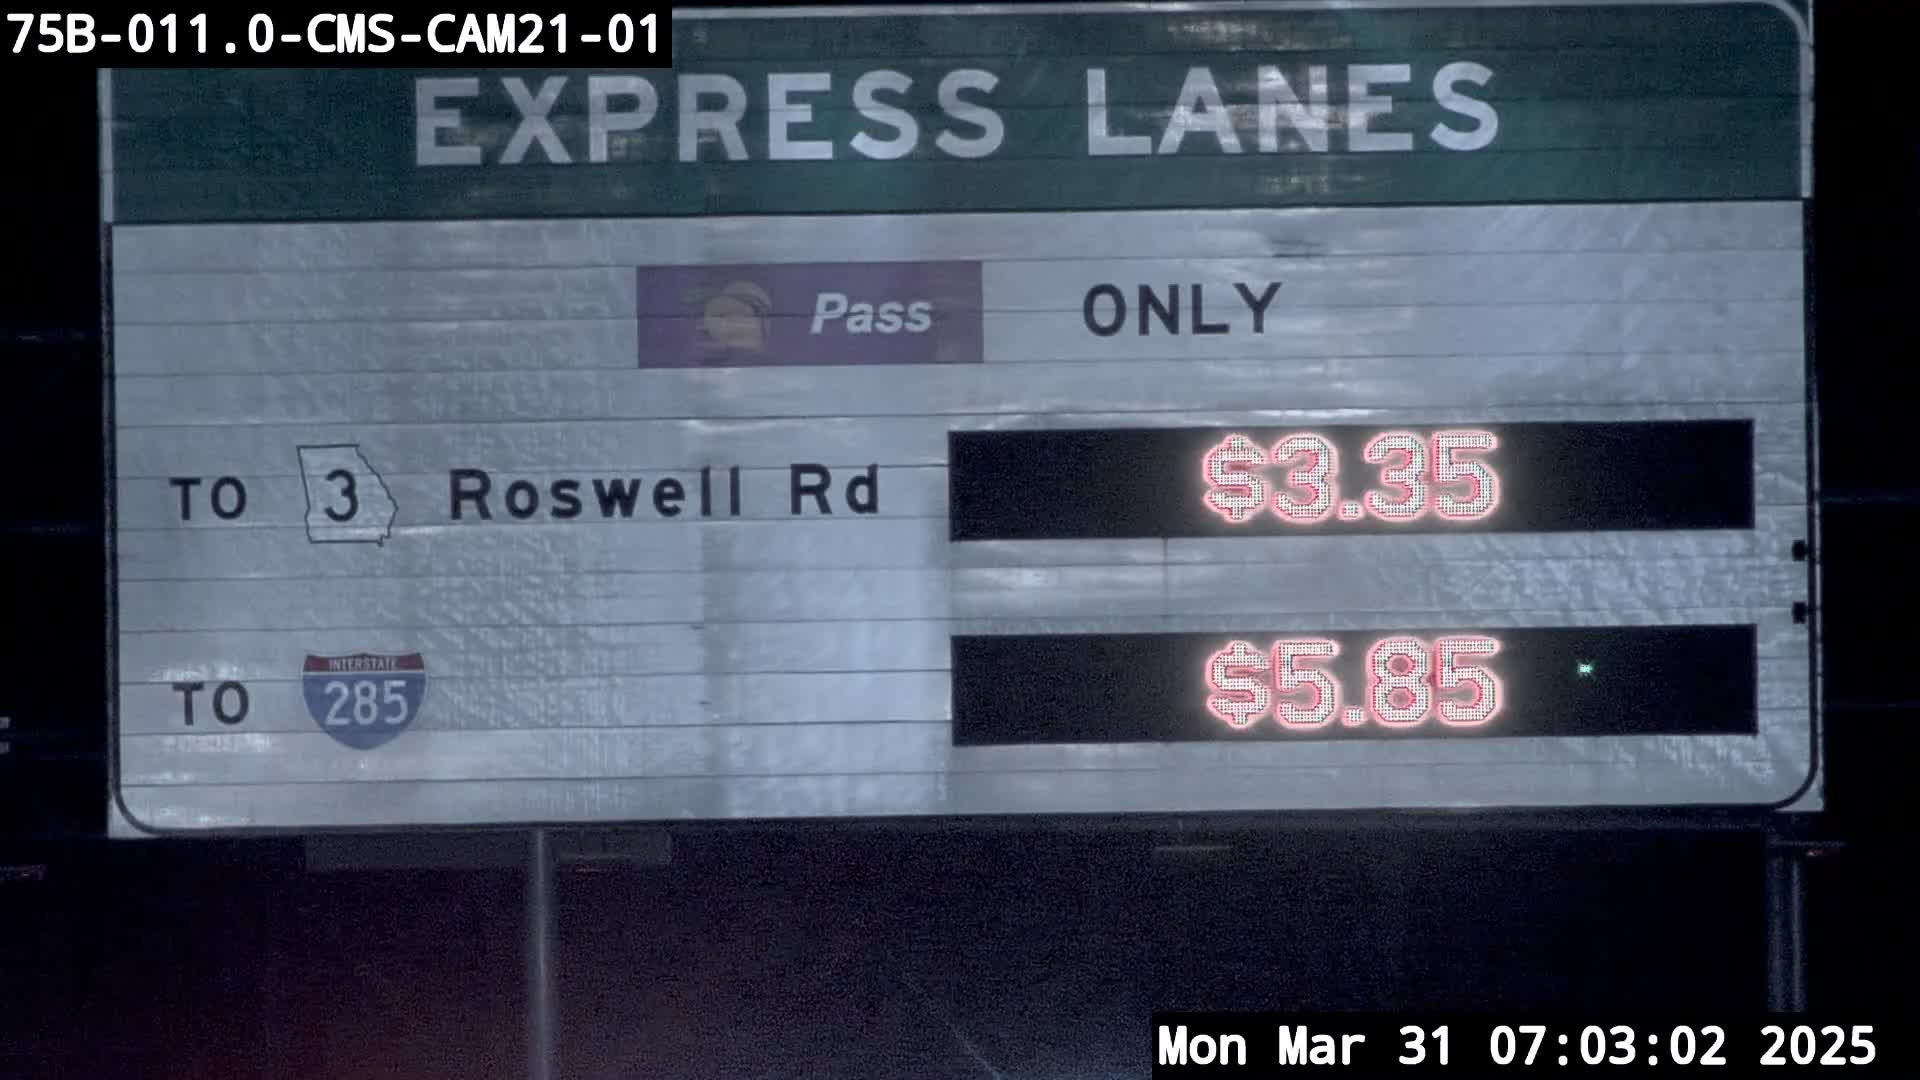 75B-011.0-CMS-CAM21-01
EXPRESS LANES
Pass ONLY
TO 3 Roswell Rd $3.35
INTERSTATE
TO 285 $5.85
Mon Mar 31 07:03:02 2025